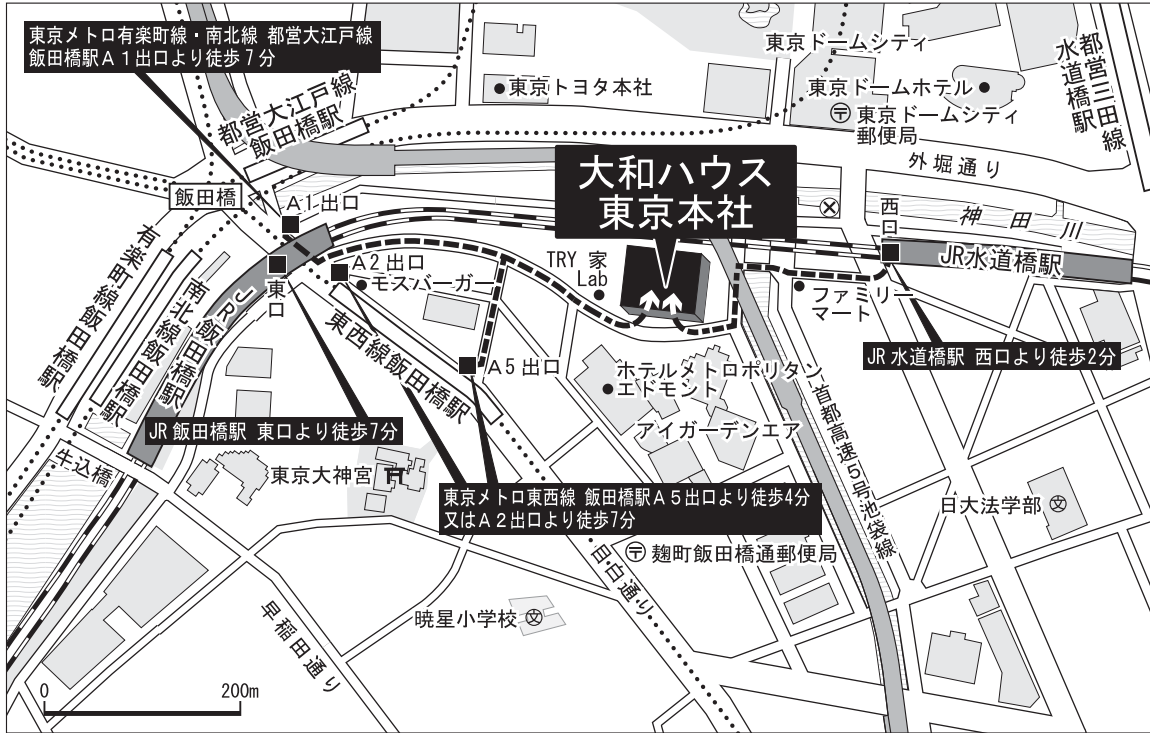 東京メトロ有楽町線・南北線 都営大江戸線
飯田橋駅A1出口より徒歩7分
都営大江戸線
飯田橋駅
東京トヨタ本社
東京ドームシティ
東京ドームホテル
〒東京ドームシティ
郵便局
都営三田線
水道橋駅
外堀通り
神田川
飯田橋
A1出口
大和ハウス
東京本社
西口
JR水道橋駅
有楽町線飯田橋駅
南北線飯田橋駅
JR飯田橋駅
東口
A2出口
モスバーガー
東西線飯田橋駅
TRY 家
Lab
ファミリー
マート
JR水道橋駅 西口より徒歩2分
A5出口
ホテルメトロポリタン
エドモント
アイガーデンエア
首都高速5号池袋線
JR飯田橋駅 東口より徒歩7分
牛込橋
東京大神宮
東京メトロ東西線 飯田橋駅A5出口より徒歩4分
又はA2出口より徒歩7分
日大法学部 文
〒麹町飯田橋通郵便局
目白通り
暁星小学校 文
早稲田通り
0 200m